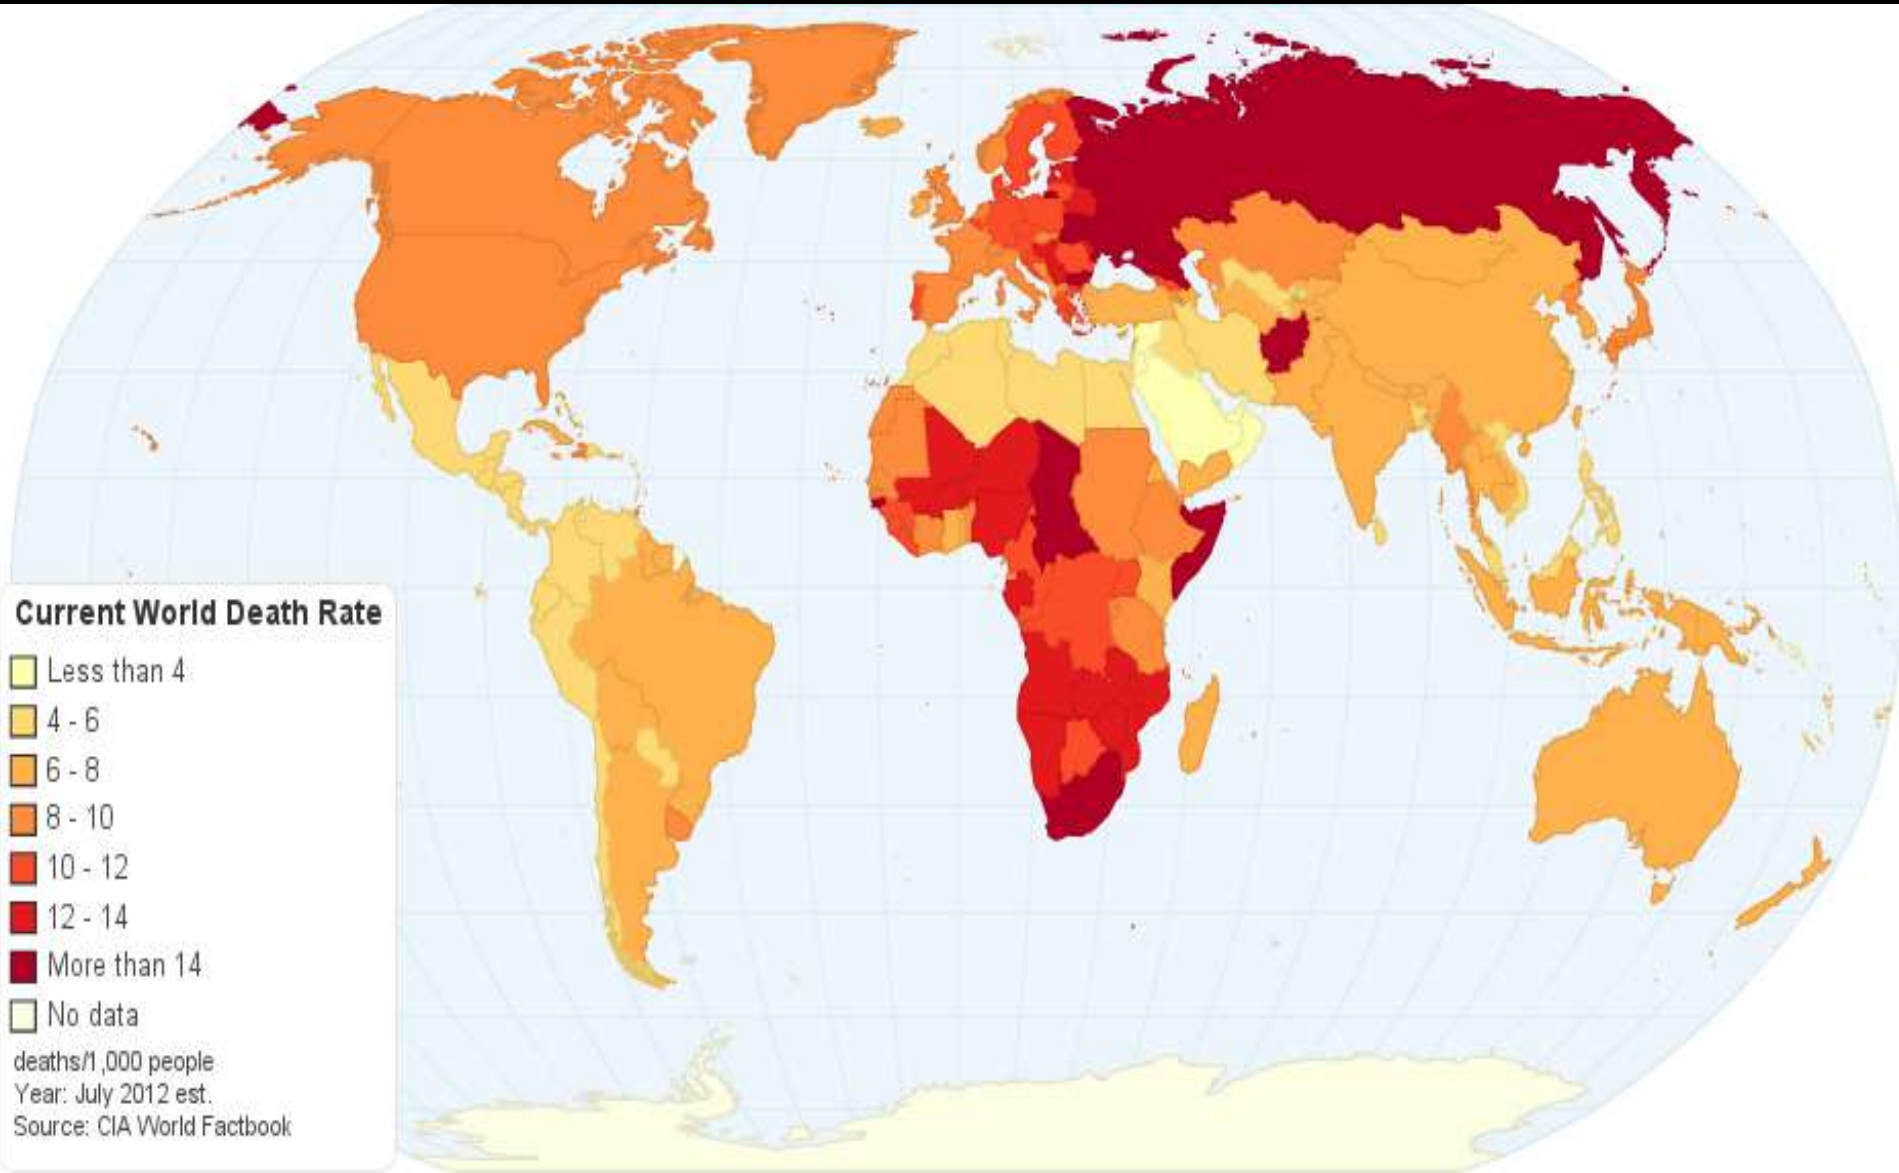 Current World Death Rate
Less than 4
4 - 6
6 - 8
8 - 10
10 - 12
12 - 14
More than 14
No data
deaths/1,000 people
Year: July 2012 est.
Source: CIA World Factbook